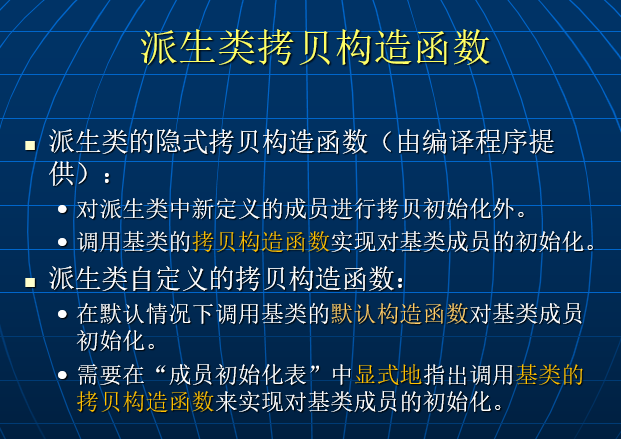 派生类拷贝构造函数
派生类的隐式拷贝构造函数（由编译程序提
供）：
对派生类中新定义的成员进行拷贝初始化外。
调用基类的拷贝构造函数实现对基类成员的初始化。
派生类自定义的拷贝构造函数：
在默认情况下调用基类的默认构造函数对基类成员
初始化。
需要在“成员初始化表”中显式地指出调用基类的
拷贝构造函数来实现对基类成员的初始化。